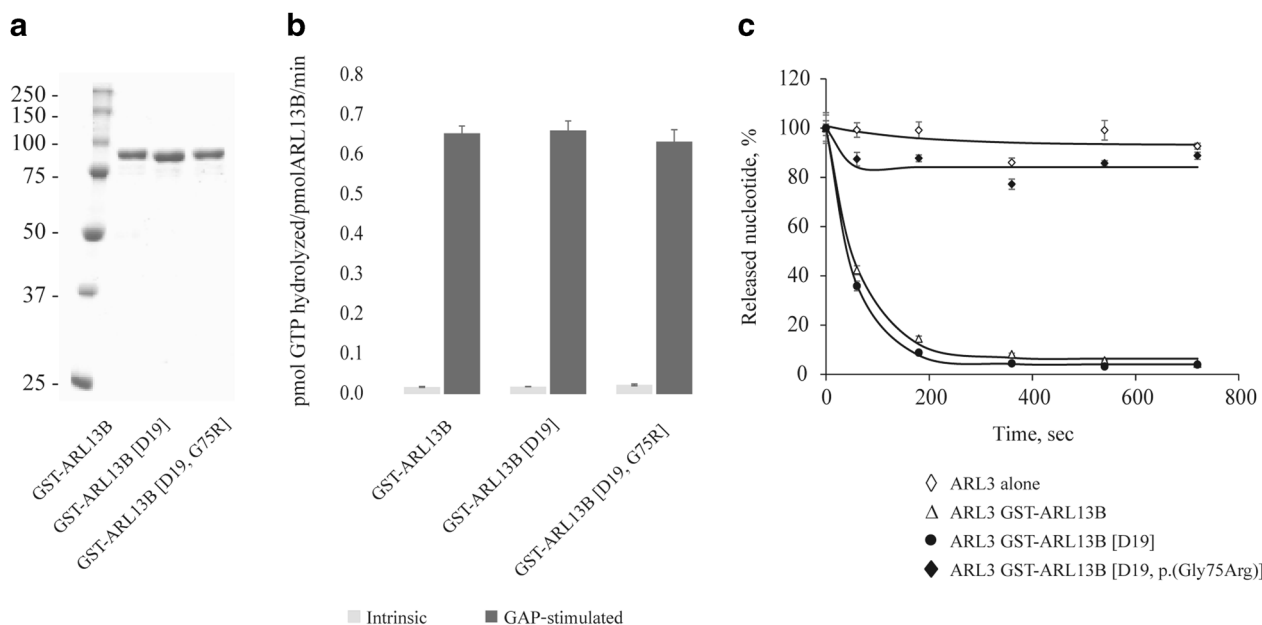 a
250 -
150 -
100 -
75 -
50 -
37 -
25 -
GST-ARL13B
GST-ARL13B [D19]
GST-ARL13B [D19, G75R]
b
pmol GTP hydrolyzed/pmolARL13B/min
0.8
0.7
0.6
0.5
0.4
0.3
0.2
0.1
0.0
GST-ARL13B
GST-ARL13B [D19]
GST-ARL13B [D19, G75R]
Intrinsic
GAP-stimulated
c
Released nucleotide, %
120
100
80
60
40
20
0
0
200
400
600
800
Time, sec
ARL3 alone
ARL3 GST-ARL13B
ARL3 GST-ARL13B [D19]
ARL3 GST-ARL13B [D19, p.(Gly75Arg)]